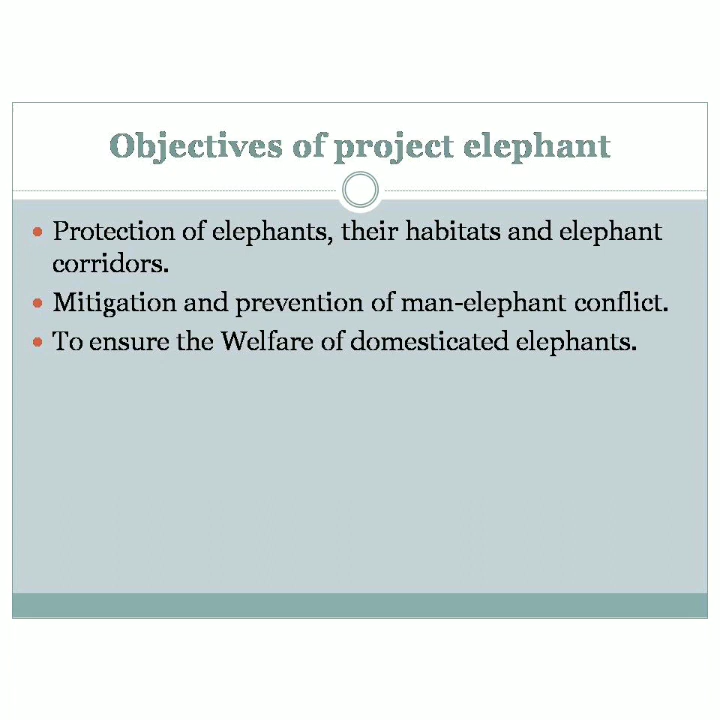 Objectives of project elephant
• Protection of elephants, their habitats and elephant
corridors.
• Mitigation and prevention of man-elephant conflict.
• To ensure the Welfare of domesticated elephants.